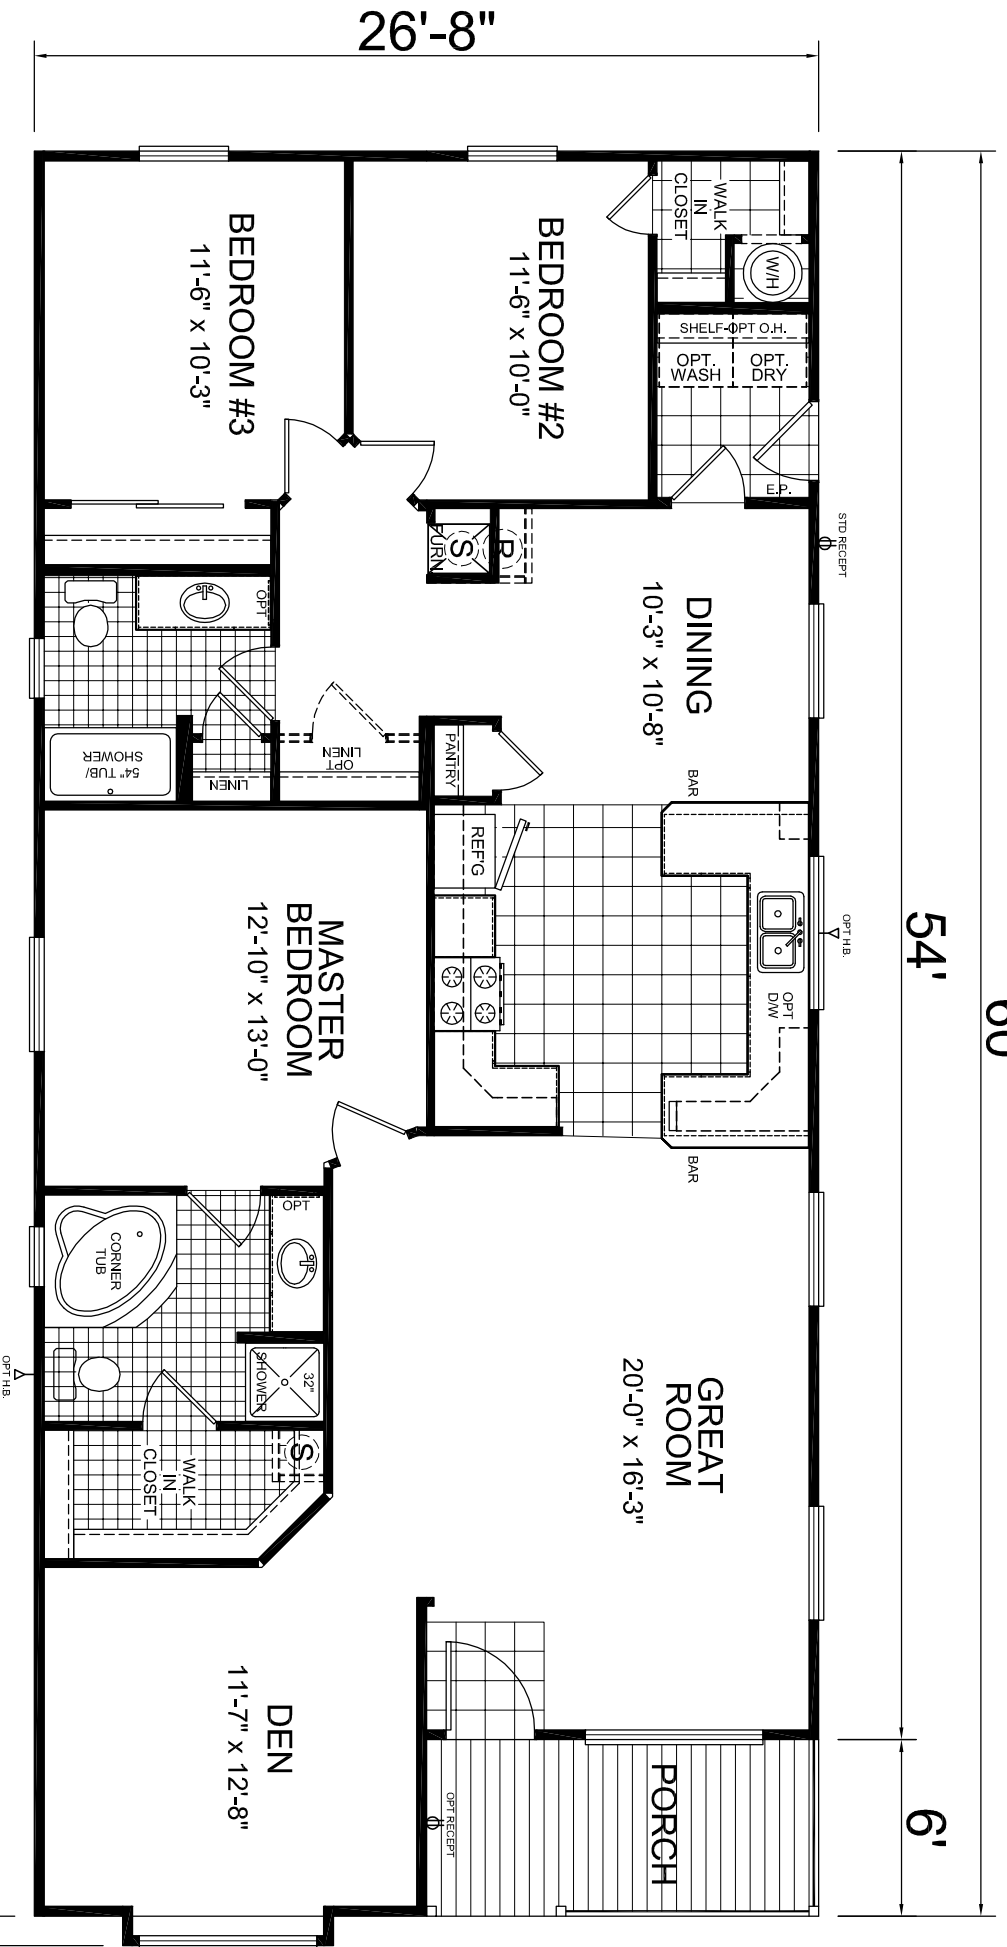 26'-8"
60
54'
6'
WALK
IN
CLOSET
W/H
SHELF-OPT O.H.
OPT.
WASH
OPT.
DRY
E.P.
STD RECEPT
BEDROOM #2
11'-6" x 10'-0"
BEDROOM #3
11'-6" x 10'-3"
FURN
S
R
DINING
10'-3" x 10'-8"
OPT
54" TUB/
SHOWER
LINEN
OPT
LINEN
PANTRY
BAR
REF'G
OPT H.B.
OPT
D/W
BAR
MASTER
BEDROOM
12'-10" x 13'-0"
OPT
CORNER
TUB
32"
SHOWER
OPT H.B.
S
WALK
IN
CLOSET
GREAT
ROOM
20'-0" x 16'-3"
DEN
11'-7" x 12'-8"
OPT RECEPT
PORCH